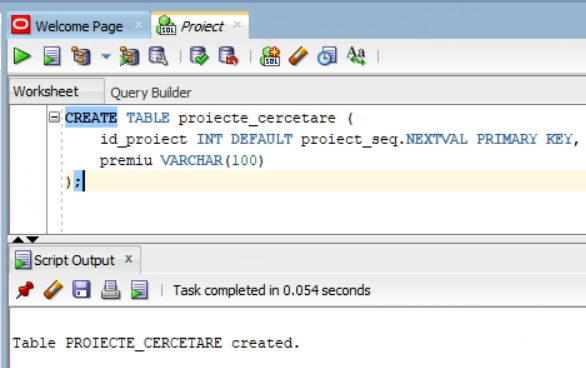 Welcome Page
Proiect
Worksheet
Query Builder
CREATE TABLE proiecte_cercetare (
id_proiect INT DEFAULT proiect_seq.NEXTVAL PRIMARY KEY,
premiu VARCHAR(100)
);
Script Output
Task completed in 0.054 seconds
Table PROIECTE_CERCETARE created.